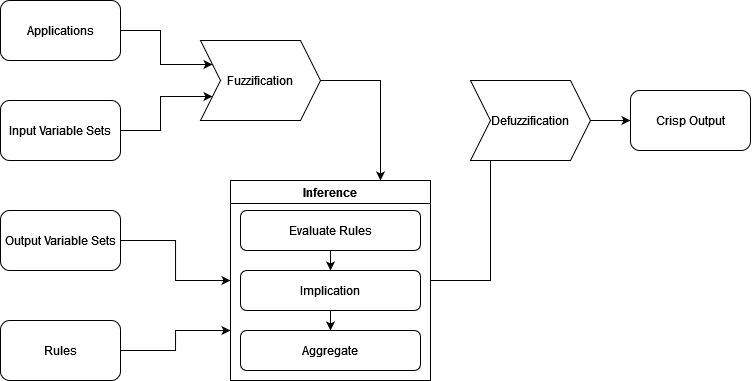 Applications
Fuzzification
Input Variable Sets
Defuzzification
Crisp Output
Inference
Evaluate Rules
Output Variable Sets
Implication
Rules
Aggregate